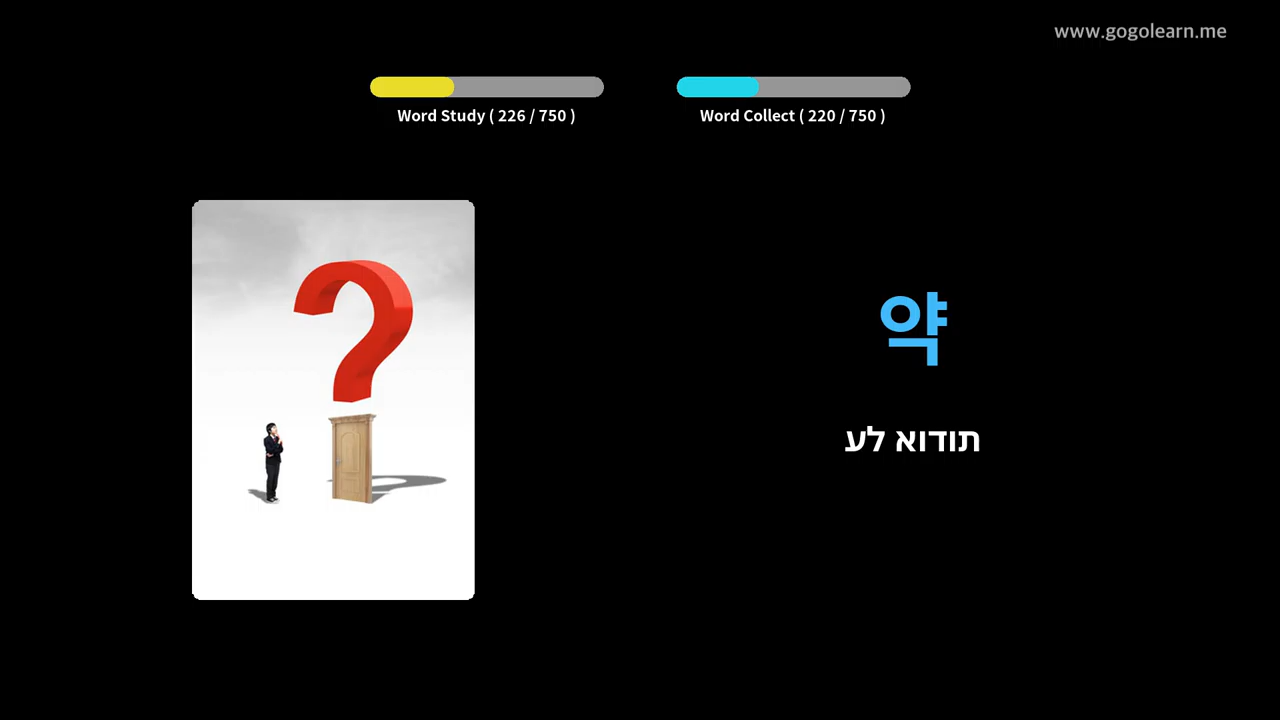 www.gogolearn.me
Word Study ( 226 / 750 )
Word Collect ( 220 / 750 )
약
תודוא לע